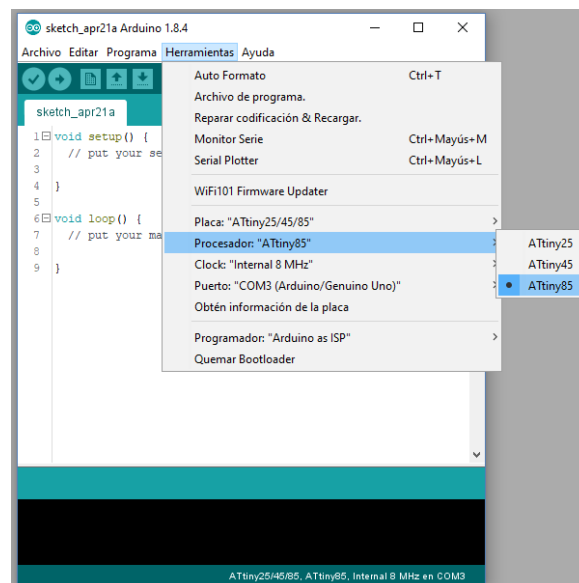 sketch_apr21a Arduino 1.8.4
Archivo Editar Programa Herramientas Ayuda
sketch_apr21a
1 void setup() {
2 // put your se
3
4 }
5
6 void loop() {
7 // put your ma
8
9 }
Auto Formato Ctrl+T
Archivo de programa.
Reparar codificación & Recargar.
Monitor Serie Ctrl+Mayús+M
Serial Plotter Ctrl+Mayús+L
WiFi101 Firmware Updater
Placa: "ATtiny25/45/85"
Procesador: "ATtiny85"
Clock: "Internal 8 MHz"
Puerto: "COM3 (Arduino/Genuino Uno)"
Obtén información de la placa
Programador: "Arduino as ISP"
Quemar Bootloader
ATtiny25
ATtiny45
ATtiny85
ATtiny25/45/85, ATtiny85, Internal 8 MHz en COM3